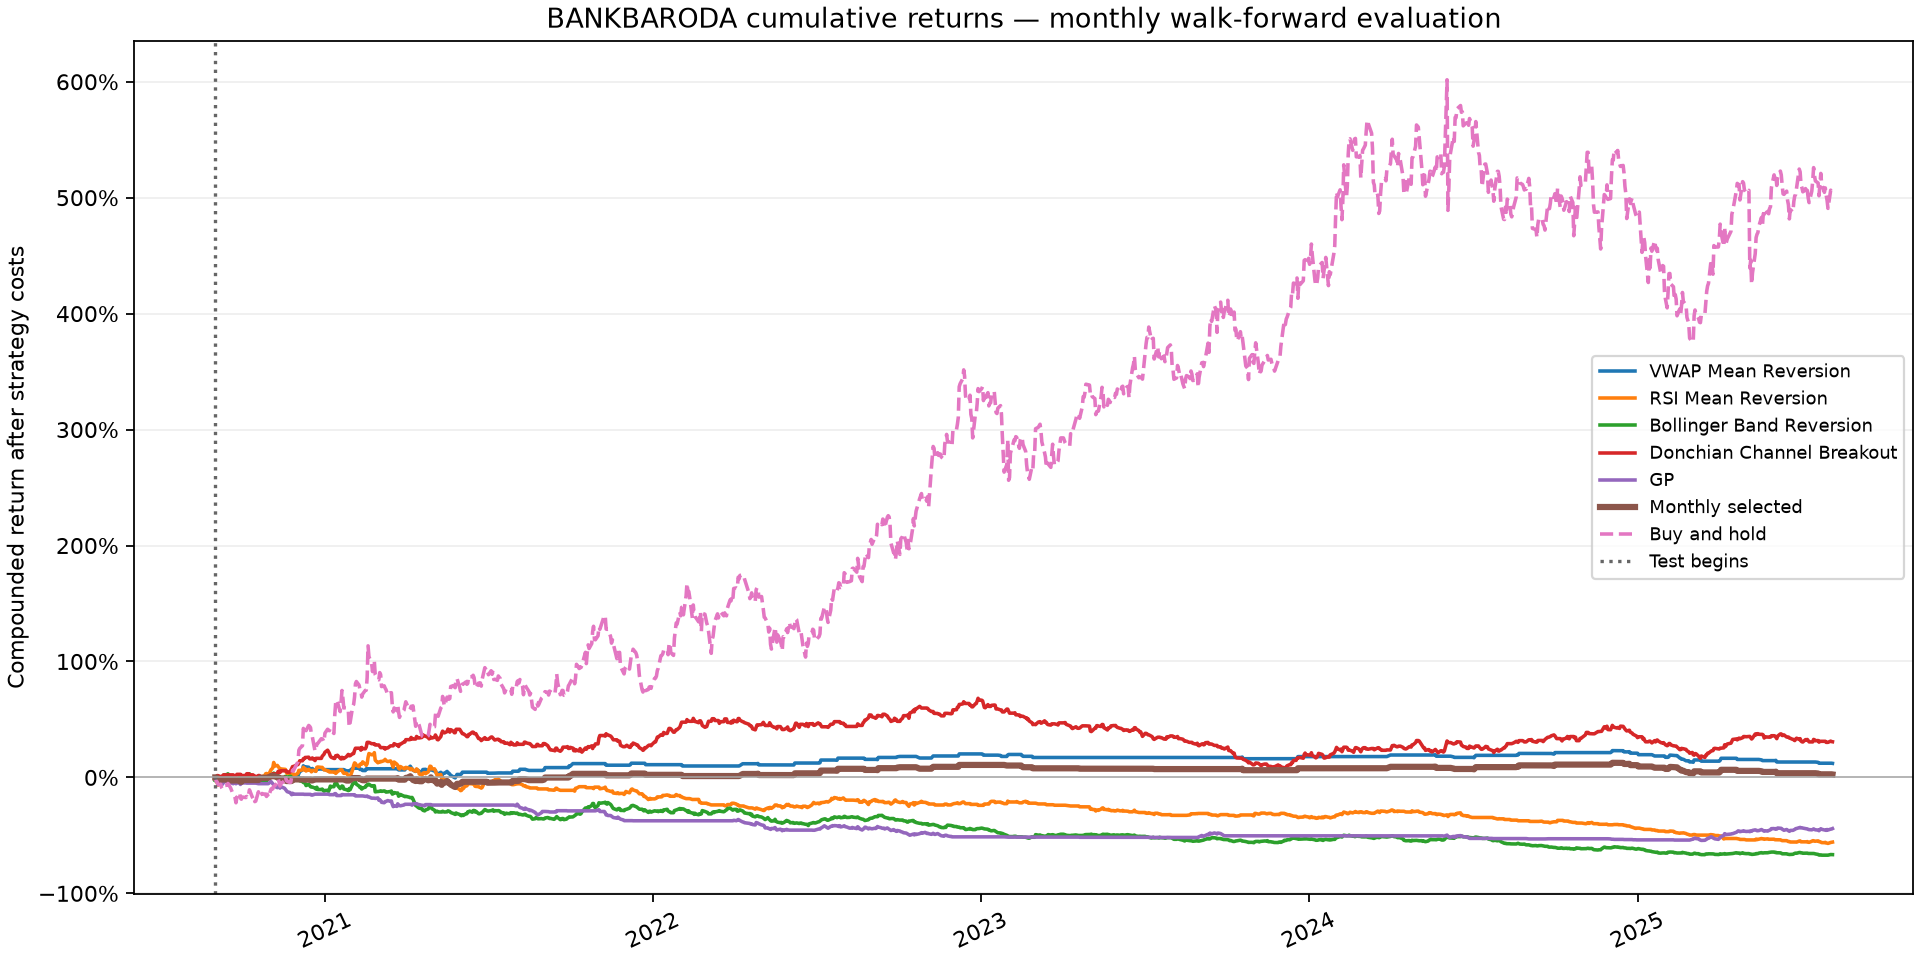 BANKBARODA cumulative returns — monthly walk-forward evaluation
Compounded return after strategy costs
600%
500%
400%
300%
200%
100%
0%
−100%
VWAP Mean Reversion
RSI Mean Reversion
Bollinger Band Reversion
Donchian Channel Breakout
GP
Monthly selected
Buy and hold
Test begins
2021
2022
2023
2024
2025